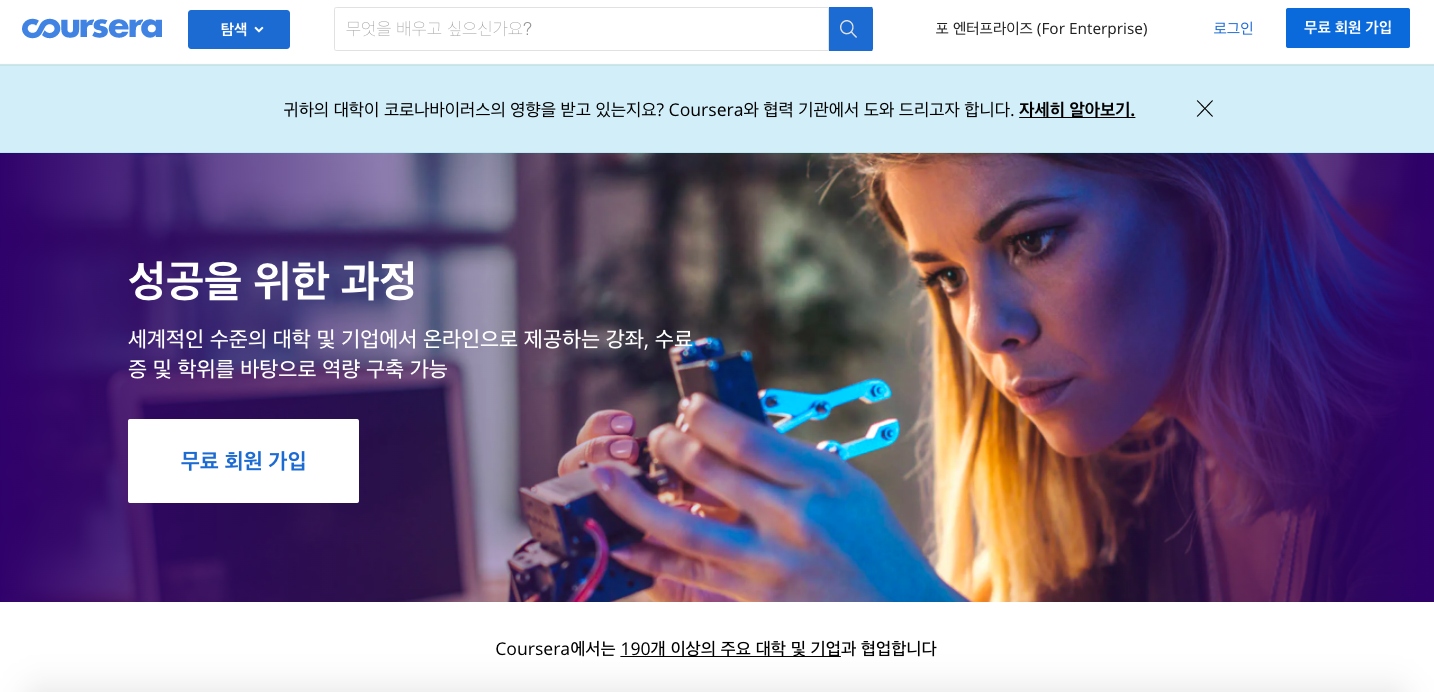 coursera
탐색
무엇을 배우고 싶으신가요?
포 엔터프라이즈 (For Enterprise)
로그인
무료 회원 가입
귀하의 대학이 코로나바이러스의 영향을 받고 있는지요? Coursera와 협력 기관에서 도와 드리고자 합니다. 자세히 알아보기.
성공을 위한 과정
세계적인 수준의 대학 및 기업에서 온라인으로 제공하는 강좌, 수료
증 및 학위를 바탕으로 역량 구축 가능
무료 회원 가입
Coursera에서는 190개 이상의 주요 대학 및 기업과 협업합니다